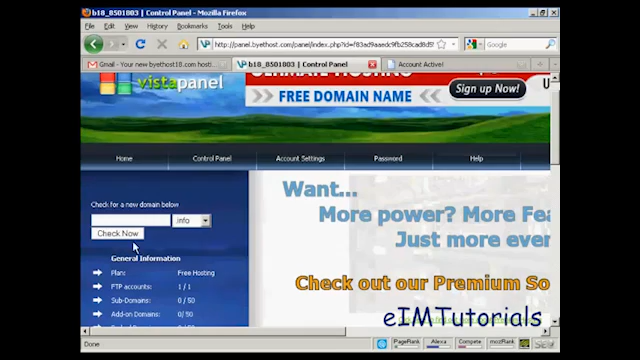 b18_8501803 | Control Panel - Mozilla Firefox
File Edit View History Bookmarks Tools Help
http://panel.byethost.com/panel/index.php?id=f83ad9aaedc9fb258cad8d5
Google
Gmail - Your new byethost18.com hosti...
b18_8501803 | Control Panel
Account Active!
vistapanel
ULTIMATE HOSTING
FREE DOMAIN NAME
Sign up Now!
Home Control Panel Account Settings Password Help
Check for a new domain below
.info
Check Now
General Information
Plan: Free Hosting
FTP accounts: 1 / 1
Sub-Domains: 0 / 50
Add-on Domains: 0/ 50
Want...
More power? More Fea
Just more ever
Check out our Premium So
eIMTutorials
Done
PageRank Alexa Compete mozRank